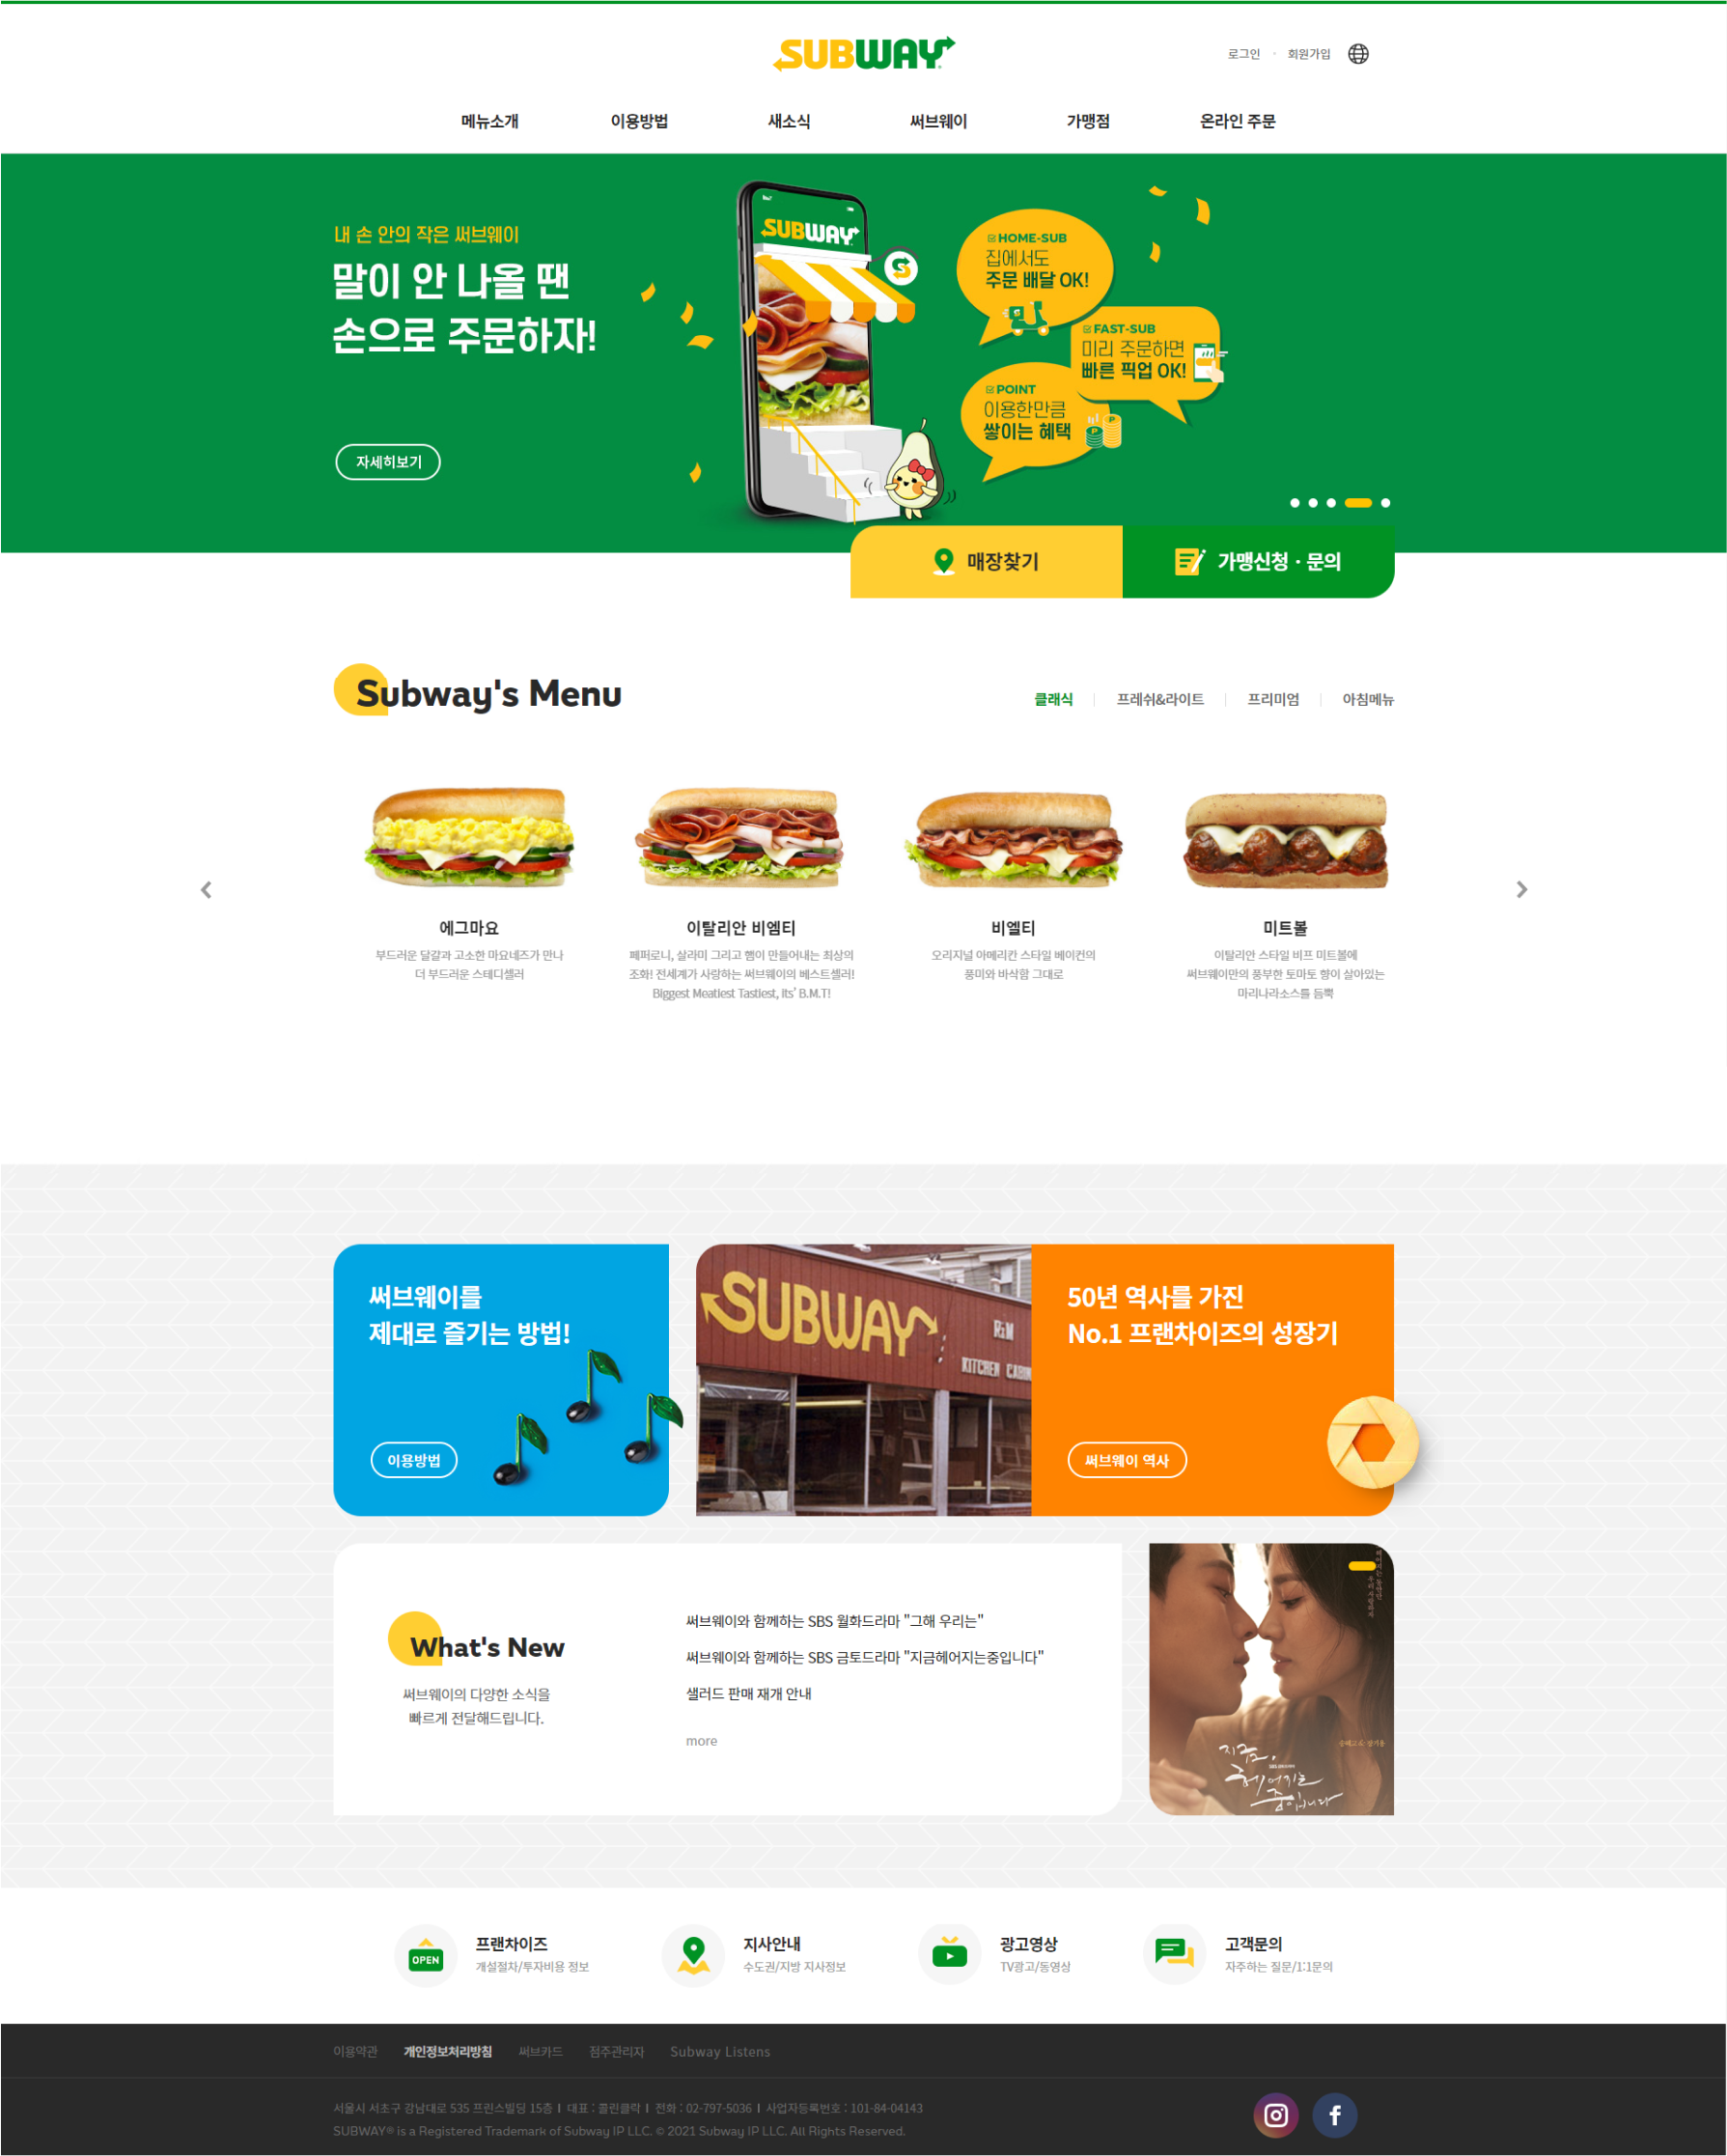 SUBWAY
로그인
회원가입
메뉴소개
이용방법
새소식
써브웨이
가맹점
온라인 주문
내 손 안의 작은 써브웨이
말이 안 나올 땐
손으로 주문하자!
자세히보기
SUBWAY
HOME-SUB
집에서도
주문 배달 OK!
FAST-SUB
미리 주문하면
빠른 픽업 OK!
POINT
이용한만큼
쌓이는 혜택
매장찾기
가맹신청 · 문의
Subway's Menu
클래식
프레쉬&라이트
프리미엄
아침메뉴
에그마요
부드러운 달걀과 고소한 마요네즈가 만나
더 부드러운 스테디셀러
이탈리안 비엠티
페퍼로니, 살라미 그리고 햄이 만들어내는 최상의
조화! 전세계가 사랑하는 써브웨이의 베스트셀러!
Biggest Meatiest Tastiest, its' B.M.T!
비엘티
오리지널 아메리칸 스타일 베이컨의
풍미와 바삭함 그대로
미트볼
이탈리안 스타일 비프 미트볼에
써브웨이만의 풍부한 토마토 향이 살아있는
마리나라소스를 듬뿍
써브웨이를
제대로 즐기는 방법!
이용방법
SUBWAY
R&M
KITCHEN CABIN
50년 역사를 가진
No.1 프랜차이즈의 성장기
써브웨이 역사
What's New
써브웨이의 다양한 소식을
빠르게 전달해드립니다.
써브웨이와 함께하는 SBS 월화드라마 "그해 우리는"
써브웨이와 함께하는 SBS 금토드라마 "지금헤어지는중입니다"
샐러드 판매 재개 안내
more
송혜교 & 장기용
지금,
헤어지는
중입니다
OPEN
프랜차이즈
개설절차/투자비용 정보
지사안내
수도권/지방 지사정보
광고영상
TV광고/동영상
고객문의
자주하는 질문/1:1문의
이용약관
개인정보처리방침
써브카드
점주관리자
Subway Listens
서울시 서초구 강남대로 535 프린스빌딩 15층 | 대표 : 콜린클락 | 전화 : 02-797-5036 | 사업자등록번호 : 101-84-04143
SUBWAY® is a Registered Trademark of Subway IP LLC. © 2021 Subway IP LLC. All Rights Reserved.